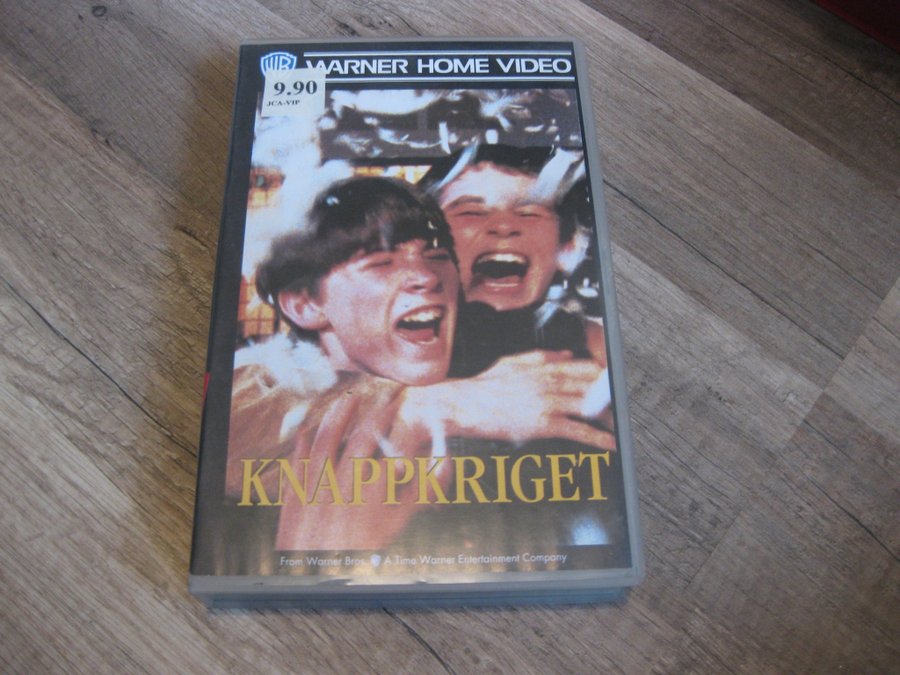 WARNER HOME VIDEO
9.90
JCA-VIP
KNAPPKRIGET
From Warner Bros. A Time Warner Entertainment Company